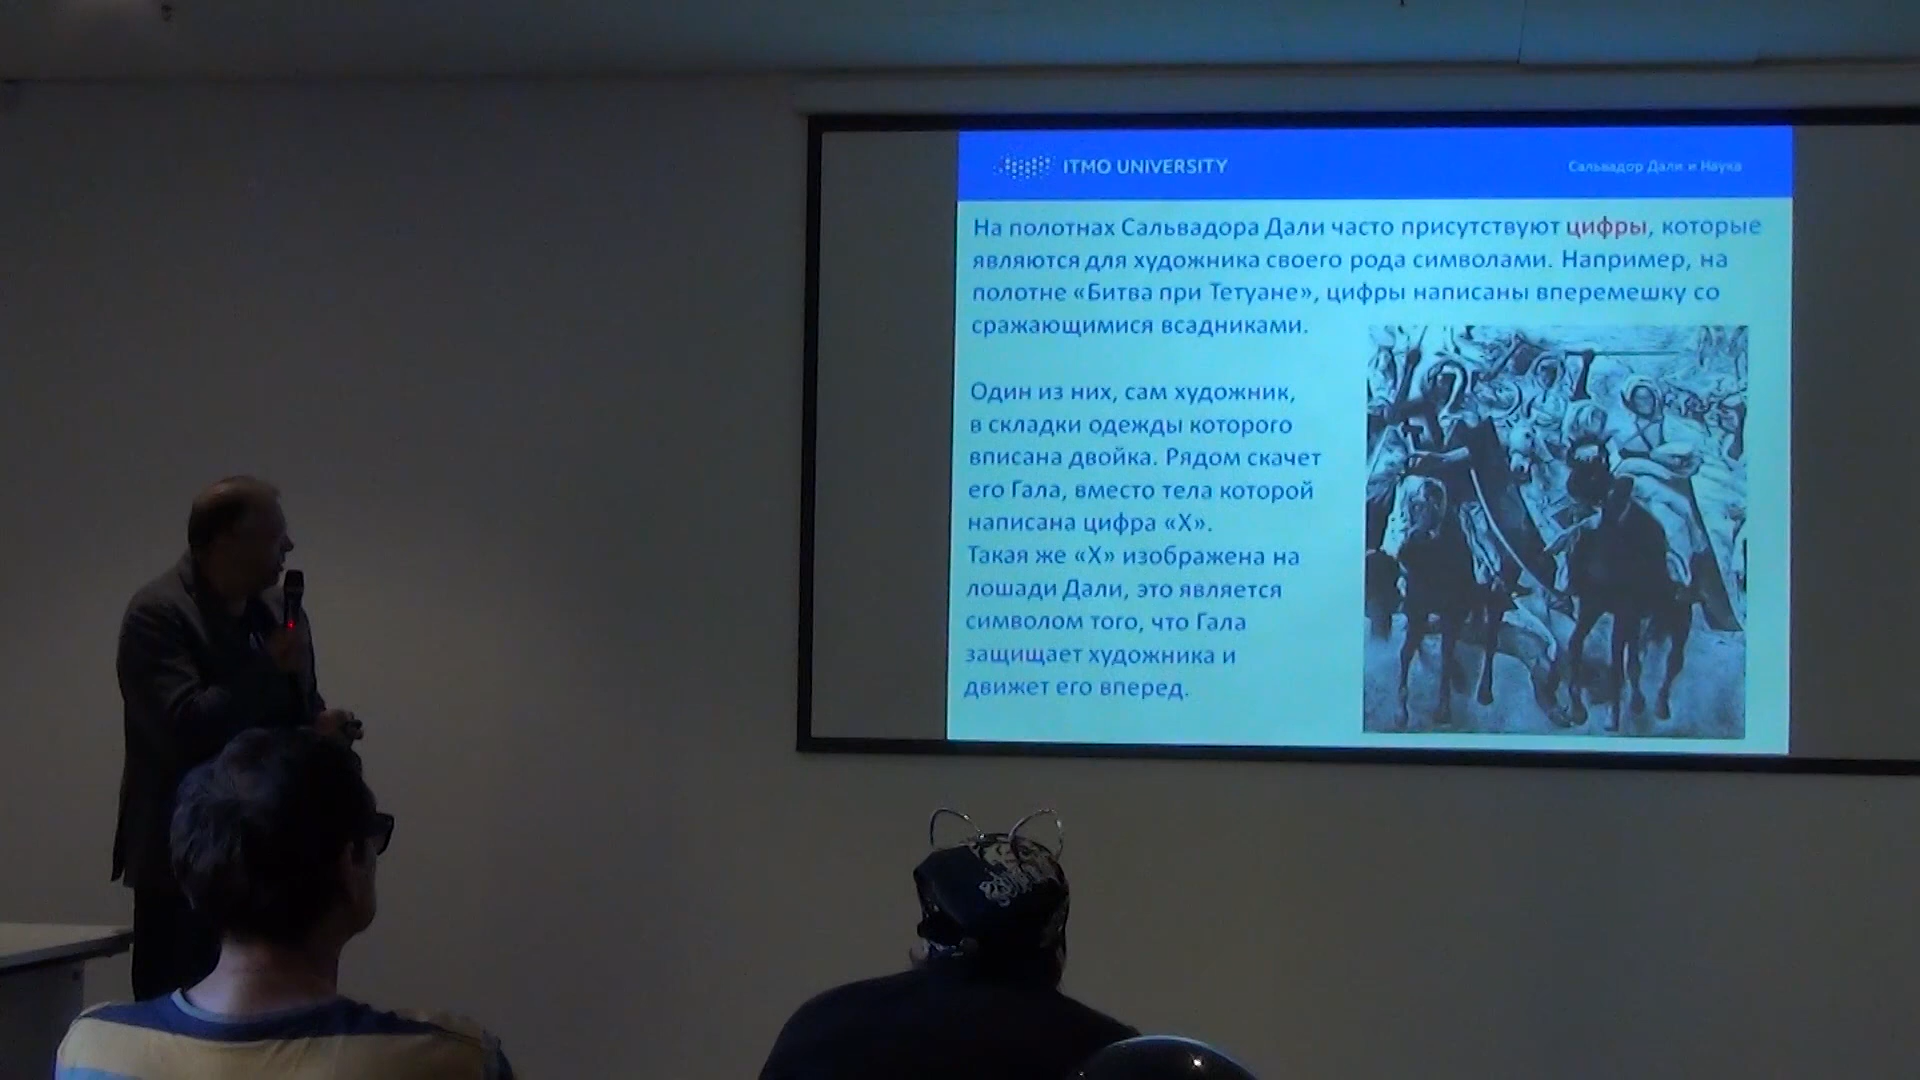 ITMO UNIVERSITY
Сальвадор Дали и Наука
На полотнах Сальвадора Дали часто присутствуют цифры, которые
являются для художника своего рода символами. Например, на
полотне «Битва при Тетуане», цифры написаны вперемешку со
сражающимися всадниками.
Один из них, сам художник,
в складки одежды которого
вписана двойка. Рядом скачет
его Гала, вместо тела которой
написана цифра «Х».
Такая же «Х» изображена на
лошади Дали, это является
символом того, что Гала
защищает художника и
движет его вперед.